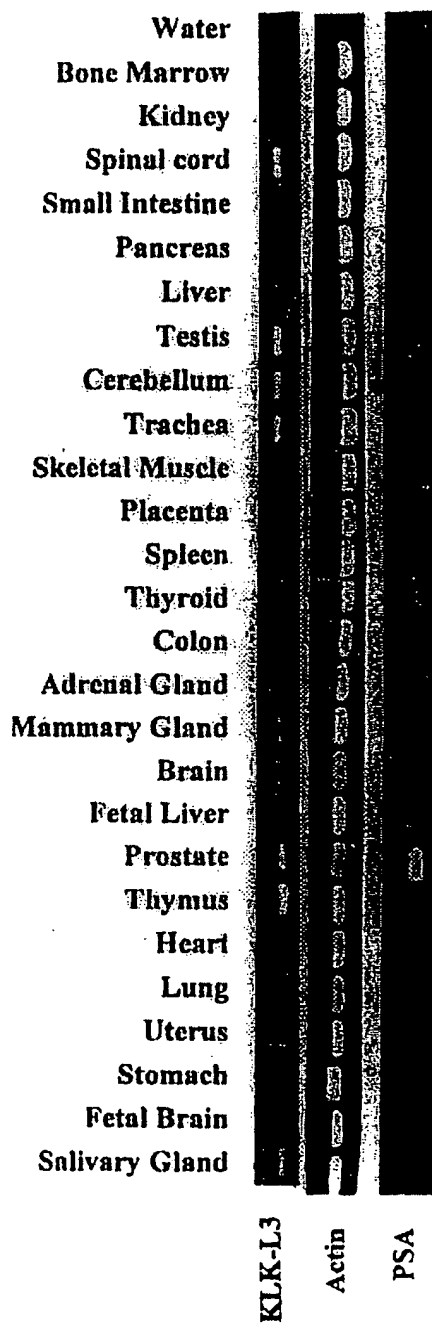 Water
Bone Marrow
Kidney
Spinal cord
Small Intestine
Pancreas
Liver
Testis
Cerebellum
Trachea
Skeletal Muscle
Placenta
Spleen
Thyroid
Colon
Adrenal Gland
Mammary Gland
Brain
Fetal Liver
Prostate
Thymus
Heart
Lung
Uterus
Stomach
Fetal Brain
Salivary Gland
KLK-L3
Actin
PSA